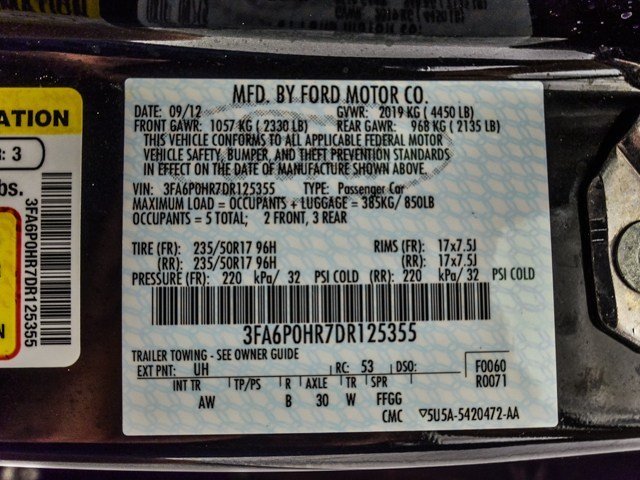 MFD. BY FORD MOTOR CO.
DATE: 09/12 GVWR: 2019 KG ( 4450 LB)
FRONT GAWR: 1057 KG ( 2330 LB) REAR GAWR: 968 KG ( 2135 LB)
THIS VEHICLE CONFORMS TO ALL APPLICABLE FEDERAL MOTOR
VEHICLE SAFETY, BUMPER, AND THEFT PREVENTION STANDARDS
IN EFFECT ON THE DATE OF MANUFACTURE SHOWN ABOVE.
VIN: 3FA6P0HR7DR125355 TYPE: Passenger Car
MAXIMUM LOAD = OCCUPANTS + LUGGAGE = 385KG/ 850LB
OCCUPANTS = 5 TOTAL; 2 FRONT, 3 REAR
TIRE (FR): 235/50R17 96H RIMS (FR): 17x7.5J
(RR): 235/50R17 96H (RR): 17x7.5J
PRESSURE (FR): 220 kPa/ 32 PSI COLD (RR): 220 kPa/ 32 PSI COLD
3FA6P0HR7DR125355
TRAILER TOWING - SEE OWNER GUIDE
EXT PNT: UH RC: 53 DSO: F0060
R0071
INT TR TP/PS R AXLE TR SPR
AW B 30 W FFGG
CMC 5U5A-5420472-AA
ATION
: 3
bs.
3FA6P0HR7DR125355
N